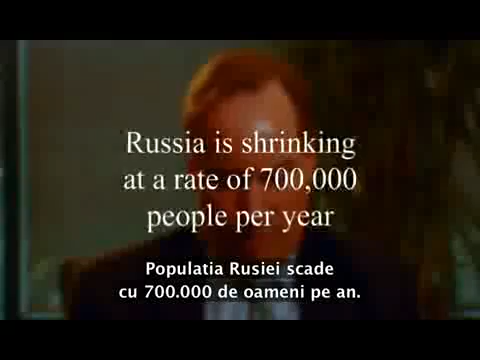 Russia is shrinking
at a rate of 700,000
people per year
Populatia Rusiei scade
cu 700.000 de oameni pe an.